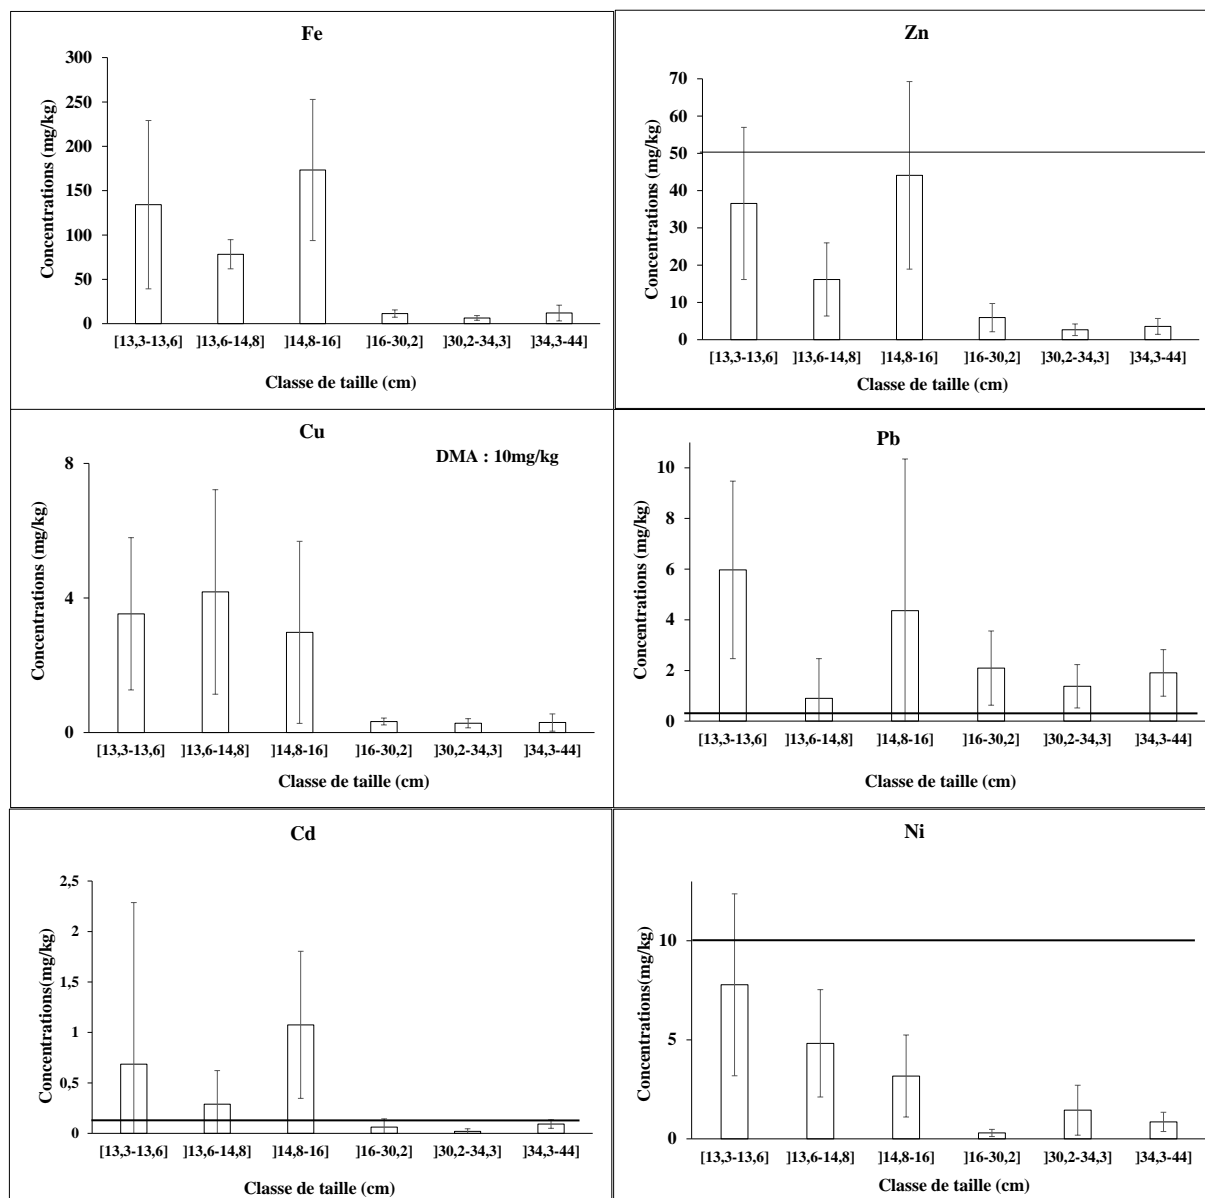 Fe
300
250
200
150
100
50
0
Concentrations (mg/kg)
[13,3-13,6] ]13,6-14,8] ]14,8-16] ]16-30,2] ]30,2-34,3] ]34,3-44]
Classe de taille (cm)
Zn
70
60
50
40
30
20
10
0
Concentrations (mg/kg)
[13,3-13,6] ]13,6-14,8] ]14,8-16] ]16-30,2] ]30,2-34,3] ]34,3-44]
Classe de taille (cm)
Cu
DMA : 10mg/kg
8
4
0
Concentrations (mg/kg)
[13,3-13,6] ]13,6-14,8] ]14,8-16] ]16-30,2] ]30,2-34,3] ]34,3-44]
Classe de taille (cm)
Pb
10
8
6
4
2
0
Concentrations (mg/kg)
[13,3-13,6] ]13,6-14,8] ]14,8-16] ]16-30,2] ]30,2-34,3] ]34,3-44]
Classe de taille (cm)
Cd
2,5
2
1,5
1
0,5
0
Concentrations(mg/kg)
[13,3-13,6] ]13,6-14,8] ]14,8-16] ]16-30,2] ]30,2-34,3] ]34,3-44]
Classe de taille (cm)
Ni
10
5
0
Concentrations(mg/kg)
[13,3-13,6] ]13,6-14,8] ]14,8-16] ]16-30,2] ]30,2-34,3] ]34,3-44]
Classe de taille (cm)